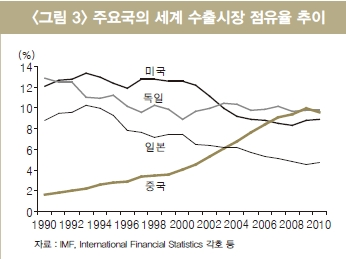 〈그림 3〉 주요국의 세계 수출시장 점유율 추이
(%)
14
12
10
8
6
4
2
0
미국
독일
일본
중국
1990 1992 1994 1996 1998 2000 2002 2004 2006 2008 2010
자료 : IMF, International Financial Statistics 각호 등